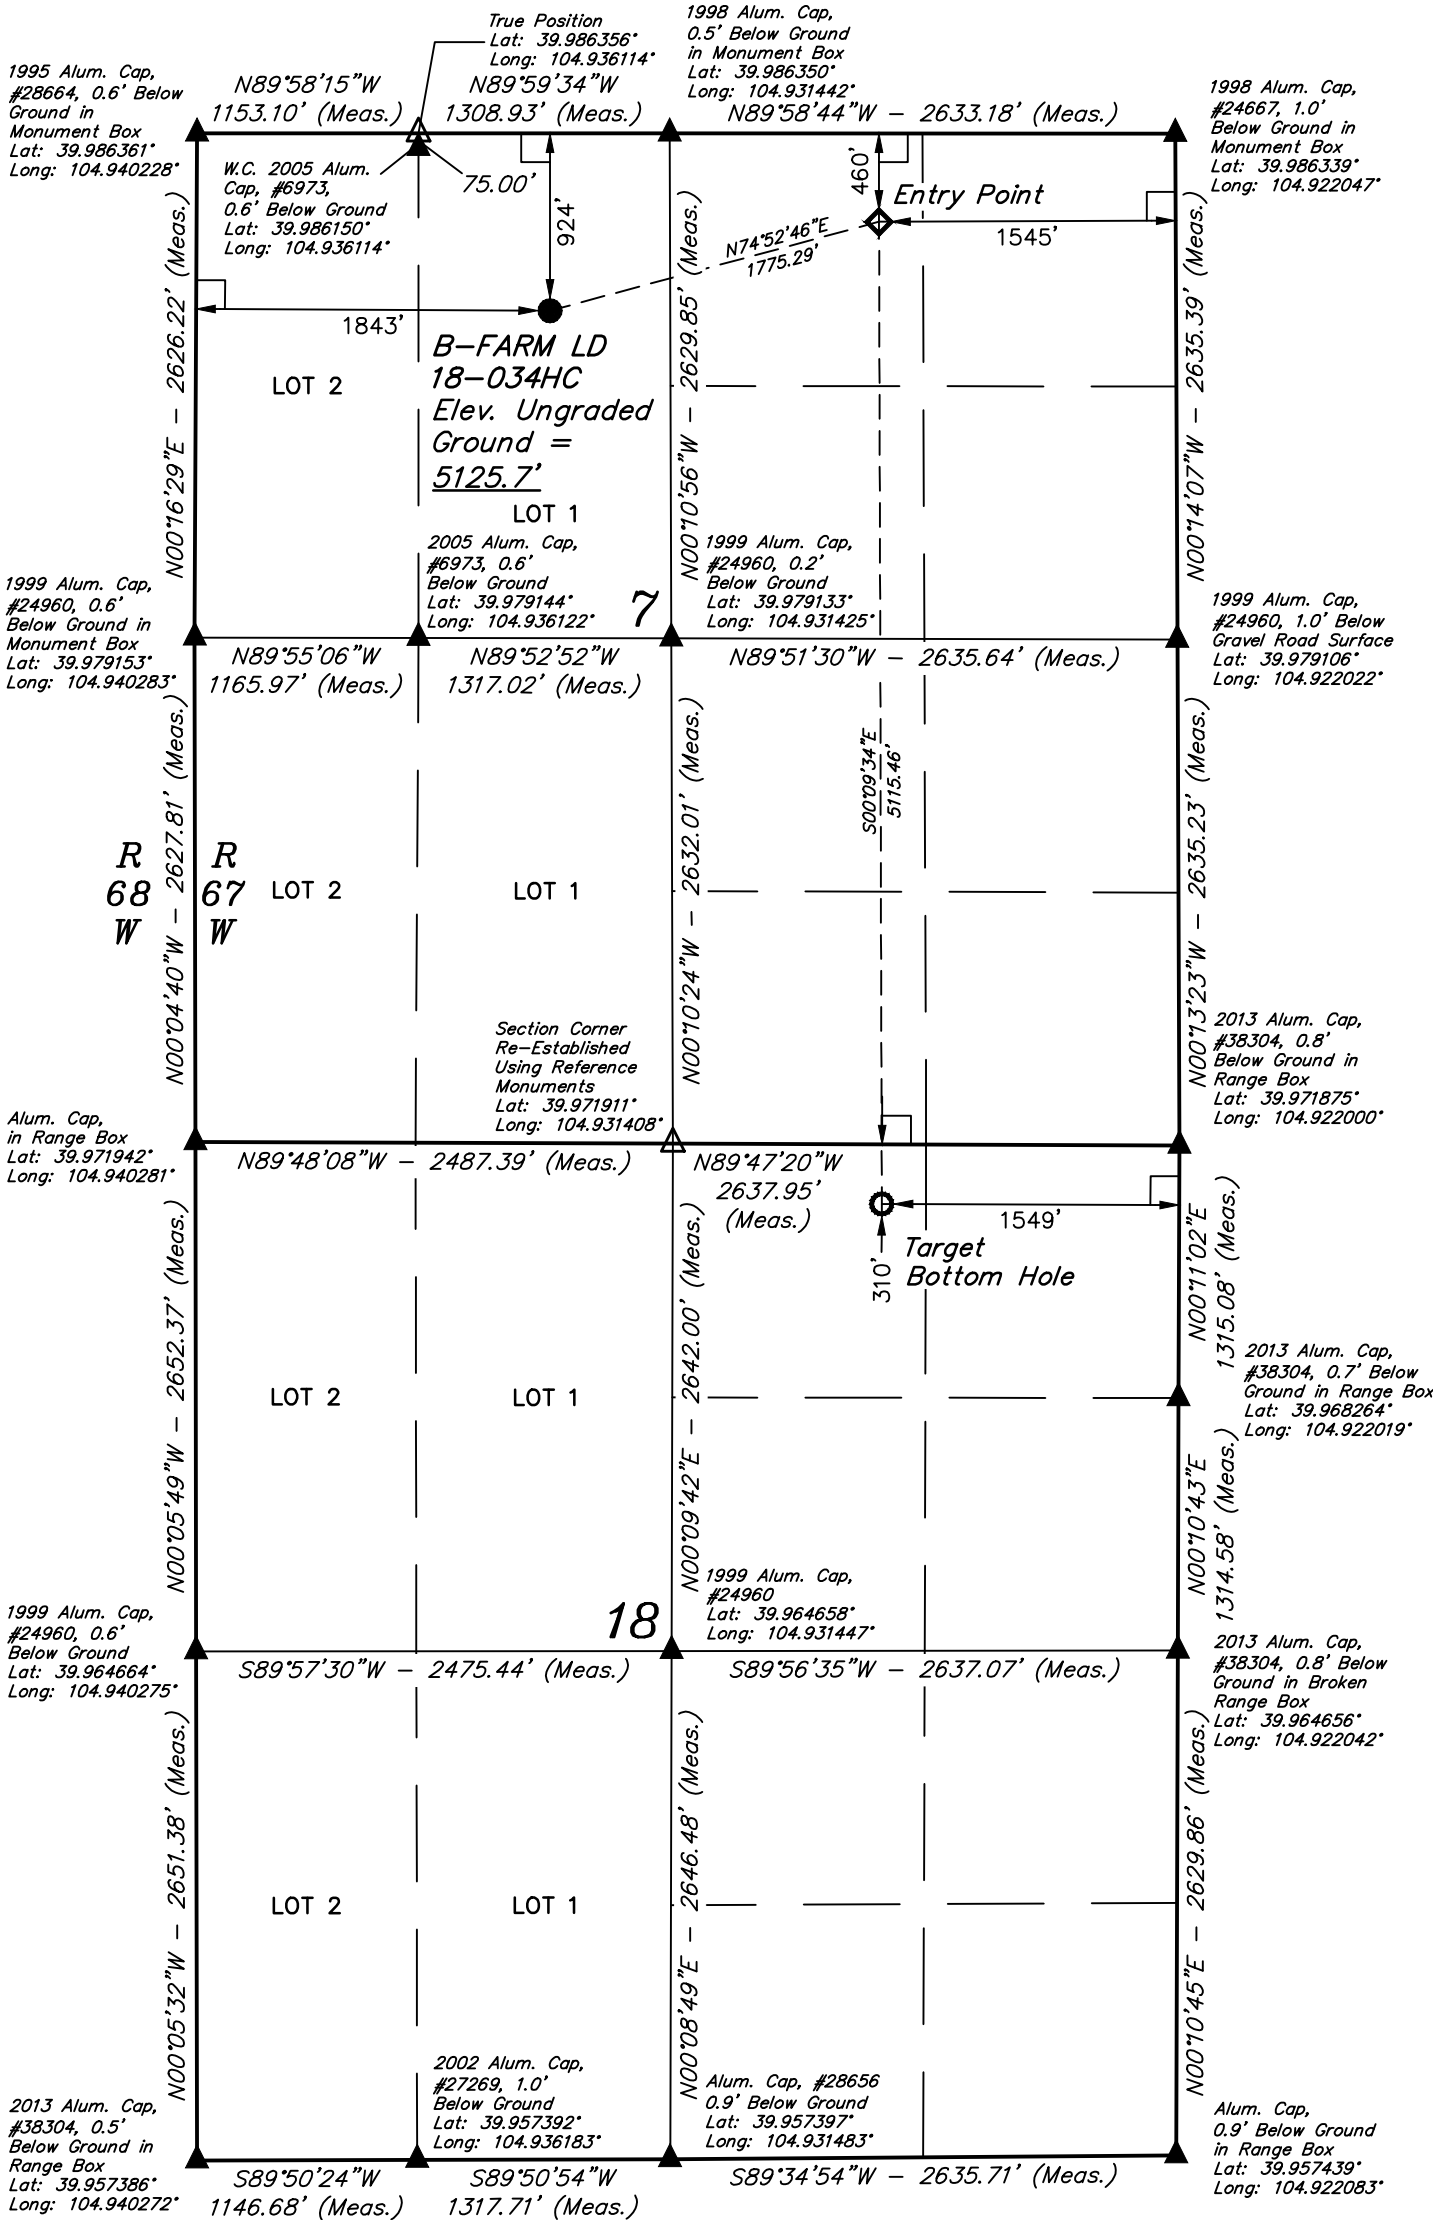 True Position
Lat: 39.986356°
Long: 104.936114°
1998 Alum. Cap,
0.5' Below Ground
in Monument Box
Lat: 39.986350°
Long: 104.931442°
1995 Alum. Cap,
#28664, 0.6' Below
Ground in
Monument Box
Lat: 39.986361°
Long: 104.940228°
N89°58'15"W
1153.10' (Meas.)
N89°59'34"W
1308.93' (Meas.)
N89°58'44"W - 2633.18' (Meas.)
1998 Alum. Cap,
#24667, 1.0'
Below Ground in
Monument Box
Lat: 39.986339°
Long: 104.922047°
W.C. 2005 Alum.
Cap, #6973,
0.6' Below Ground
Lat: 39.986150°
Long: 104.936114°
75.00'
924'
460'
Entry Point
1545'
N74°52'46"E
1775.29'
1843'
N00°16'29"E - 2626.22' (Meas.)
N00°10'56"W - 2629.85' (Meas.)
N00°14'07"W - 2635.39' (Meas.)
B-FARM LD
18-034HC
Elev. Ungraded
Ground =
5125.7'
LOT 2
LOT 1
2005 Alum. Cap,
#6973, 0.6'
Below Ground
Lat: 39.979144°
Long: 104.936122°
7
1999 Alum. Cap,
#24960, 0.2'
Below Ground
Lat: 39.979133°
Long: 104.931425°
1999 Alum. Cap,
#24960, 0.6'
Below Ground in
Monument Box
Lat: 39.979153°
Long: 104.940283°
1999 Alum. Cap,
#24960, 1.0' Below
Gravel Road Surface
Lat: 39.979106°
Long: 104.922022°
N89°55'06"W
1165.97' (Meas.)
N89°52'52"W
1317.02' (Meas.)
N89°51'30"W - 2635.64' (Meas.)
N00°04'40"W - 2627.81' (Meas.)
N00°10'24"W - 2632.01' (Meas.)
S00°09'34"E
5115.46'
N00°13'23"W - 2635.23' (Meas.)
R
68
W
R
67
W
LOT 2
LOT 1
Section Corner
Re-Established
Using Reference
Monuments
Lat: 39.971911°
Long: 104.931408°
2013 Alum. Cap,
#38304, 0.8'
Below Ground in
Range Box
Lat: 39.971875°
Long: 104.922000°
Alum. Cap,
in Range Box
Lat: 39.971942°
Long: 104.940281°
N89°48'08"W - 2487.39' (Meas.)
N89°47'20"W
2637.95'
(Meas.)
1549'
310'
Target
Bottom Hole
N00°11'02"E
1315.08' (Meas.)
N00°05'49"W - 2652.37' (Meas.)
N00°09'42"E - 2642.00' (Meas.)
2013 Alum. Cap,
#38304, 0.7' Below
Ground in Range Box
Lat: 39.968264°
Long: 104.922019°
LOT 2
LOT 1
N00°10'43"E
1314.58' (Meas.)
1999 Alum. Cap,
#24960
Lat: 39.964658°
Long: 104.931447°
18
1999 Alum. Cap,
#24960, 0.6'
Below Ground
Lat: 39.964664°
Long: 104.940275°
2013 Alum. Cap,
#38304, 0.8' Below
Ground in Broken
Range Box
Lat: 39.964656°
Long: 104.922042°
S89°57'30"W - 2475.44' (Meas.)
S89°56'35"W - 2637.07' (Meas.)
N00°05'32"W - 2651.38' (Meas.)
N00°08'49"E - 2646.48' (Meas.)
N00°10'45"E - 2629.86' (Meas.)
LOT 2
LOT 1
2002 Alum. Cap,
#27269, 1.0'
Below Ground
Lat: 39.957392°
Long: 104.936183°
Alum. Cap, #28656
0.9' Below Ground
Lat: 39.957397°
Long: 104.931483°
2013 Alum. Cap,
#38304, 0.5'
Below Ground in
Range Box
Lat: 39.957386°
Long: 104.940272°
Alum. Cap,
0.9' Below Ground
in Range Box
Lat: 39.957439°
Long: 104.922083°
S89°50'24"W
1146.68' (Meas.)
S89°50'54"W
1317.71' (Meas.)
S89°34'54"W - 2635.71' (Meas.)